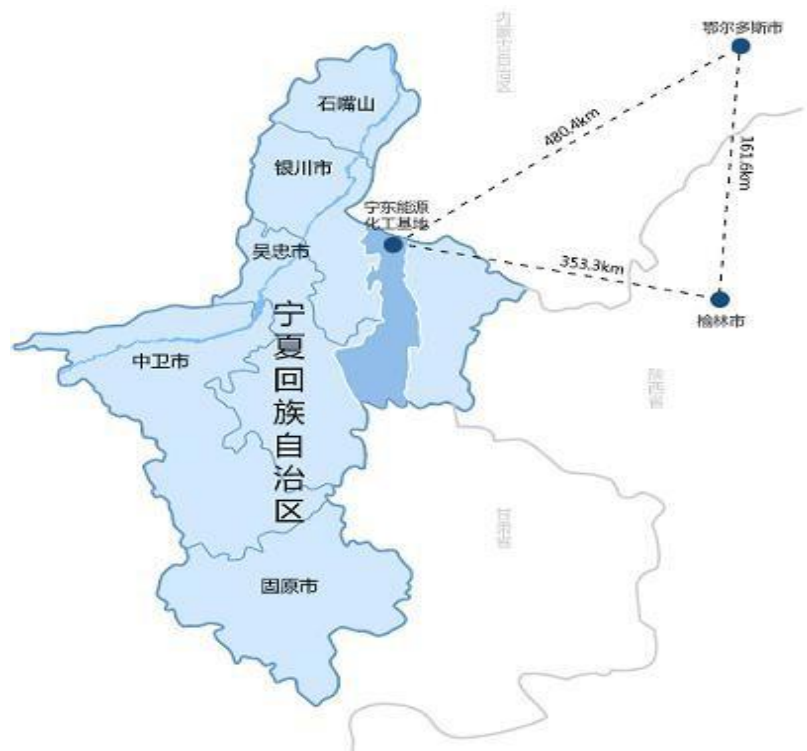 鄂尔多斯市
内蒙古自治区
石嘴山
480.4km
161.6km
银川市
宁东能源
化工基地
吴忠市
353.3km
榆林市
宁夏回族自治区
中卫市
陕西省
甘肃省
固原市